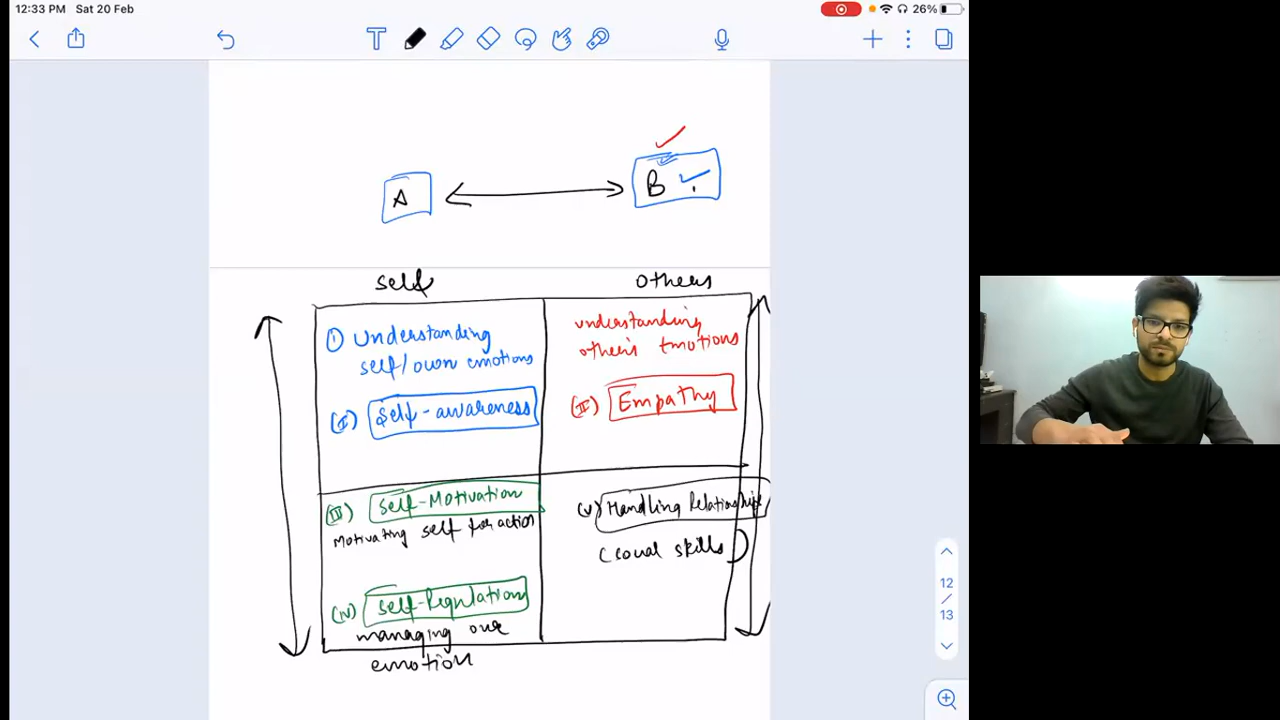 12:33 PM Sat 20 Feb
26%
T
A
B
self
others
1) Understanding
self/own emotions
(I) Self-awareness
understanding
other's Emotions
(II) Empathy
(III) Self-Motivation
Motivating self for action
(IV) Self-Regulation
managing our
emotion
(V) Handling Relationships
(social skills)
12
/
13